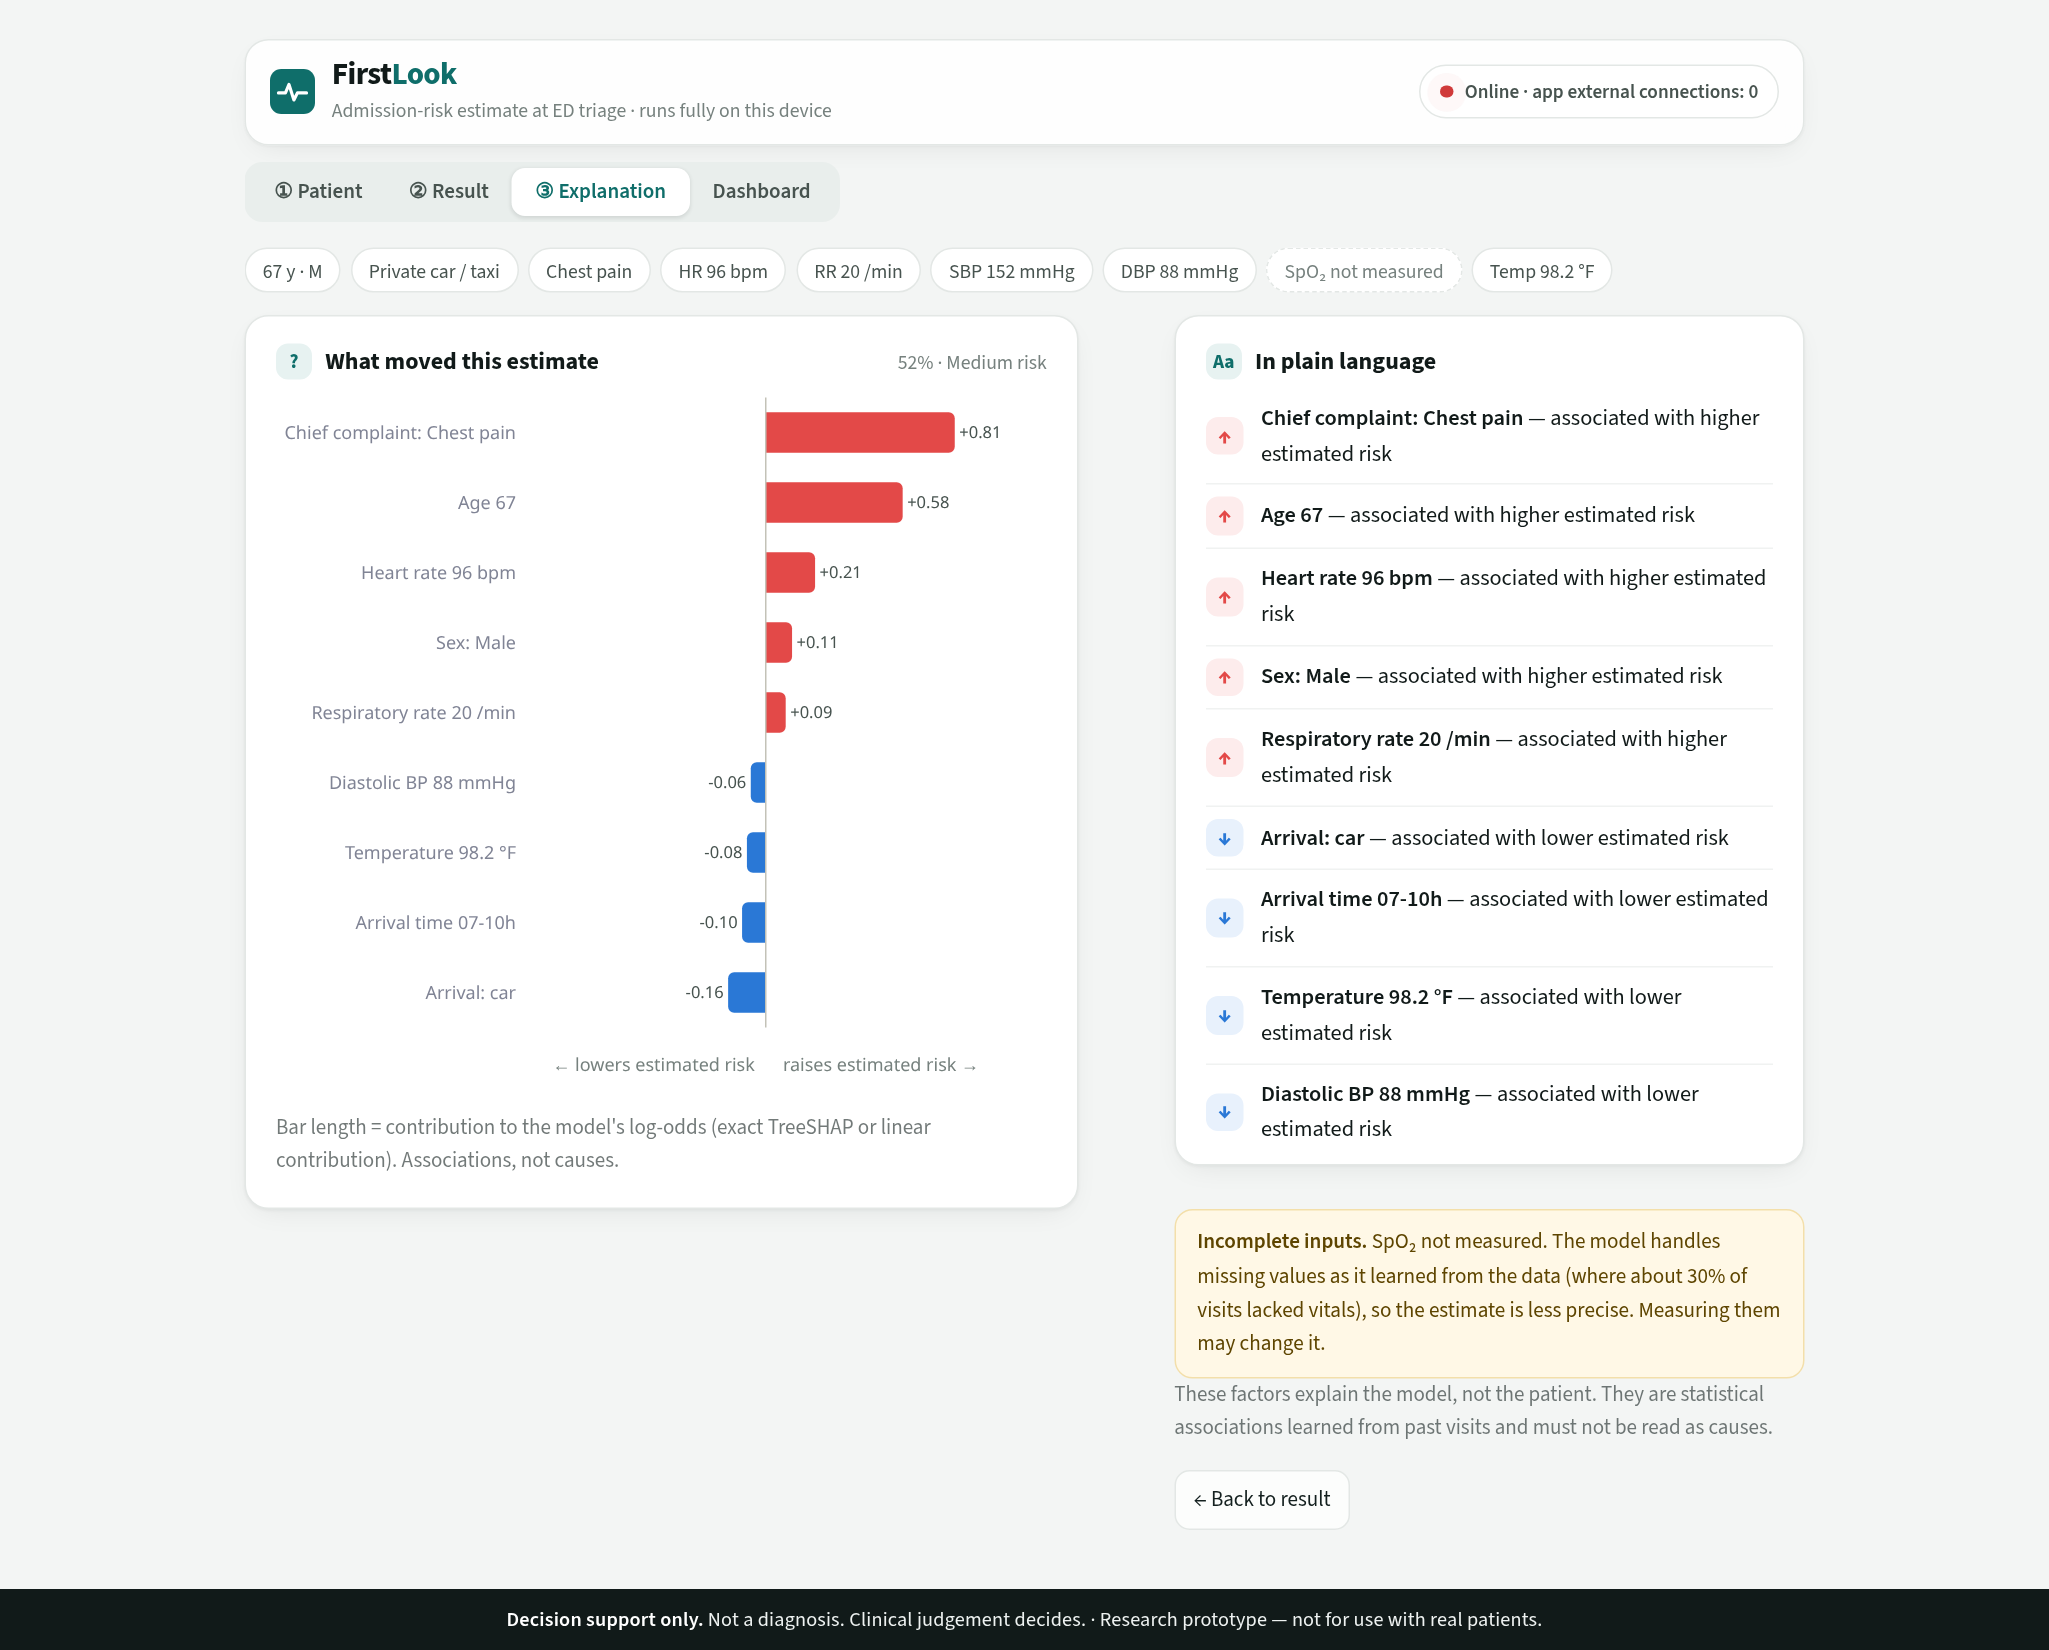 FirstLook
Admission-risk estimate at ED triage · runs fully on this device
Online · app external connections: 0
① Patient
② Result
③ Explanation
Dashboard
67 y · M
Private car / taxi
Chest pain
HR 96 bpm
RR 20 /min
SBP 152 mmHg
DBP 88 mmHg
SpO₂ not measured
Temp 98.2 °F
?
What moved this estimate
52% · Medium risk
Chief complaint: Chest pain
+0.81
Age 67
+0.58
Heart rate 96 bpm
+0.21
Sex: Male
+0.11
Respiratory rate 20 /min
+0.09
Diastolic BP 88 mmHg
-0.06
Temperature 98.2 °F
-0.08
Arrival time 07-10h
-0.10
Arrival: car
-0.16
← lowers estimated risk
raises estimated risk →
Bar length = contribution to the model's log-odds (exact TreeSHAP or linear
contribution). Associations, not causes.
Aa
In plain language
↑
Chief complaint: Chest pain — associated with higher
estimated risk
↑
Age 67 — associated with higher estimated risk
↑
Heart rate 96 bpm — associated with higher estimated
risk
↑
Sex: Male — associated with higher estimated risk
↑
Respiratory rate 20 /min — associated with higher
estimated risk
↓
Arrival: car — associated with lower estimated risk
↓
Arrival time 07-10h — associated with lower estimated
risk
↓
Temperature 98.2 °F — associated with lower
estimated risk
↓
Diastolic BP 88 mmHg — associated with lower
estimated risk
Incomplete inputs. SpO₂ not measured. The model handles
missing values as it learned from the data (where about 30% of
visits lacked vitals), so the estimate is less precise. Measuring them
may change it.
These factors explain the model, not the patient. They are statistical
associations learned from past visits and must not be read as causes.
← Back to result
Decision support only. Not a diagnosis. Clinical judgement decides. · Research prototype — not for use with real patients.